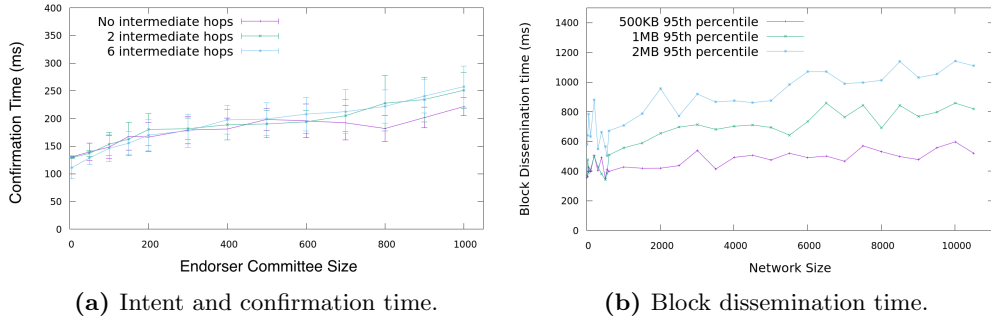 400
350
300
250
200
150
100
50
0
Confirmation Time (ms)
No intermediate hops
2 intermediate hops
6 intermediate hops
0 200 400 600 800 1000
Endorser Committee Size
(a) Intent and confirmation time.
1400
1200
1000
800
600
400
200
0
Block Dissemination time (ms)
500KB 95th percentile
1MB 95th percentile
2MB 95th percentile
0 2000 4000 6000 8000 10000
Network Size
(b) Block dissemination time.